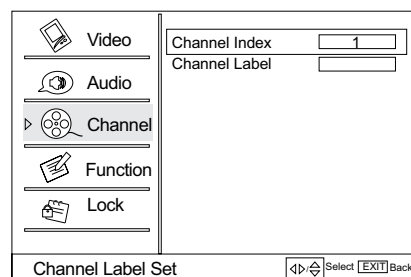 Video
Audio
Channel
Function
Lock
Channel Index 1
Channel Label
Channel Label Set
Select EXIT Back